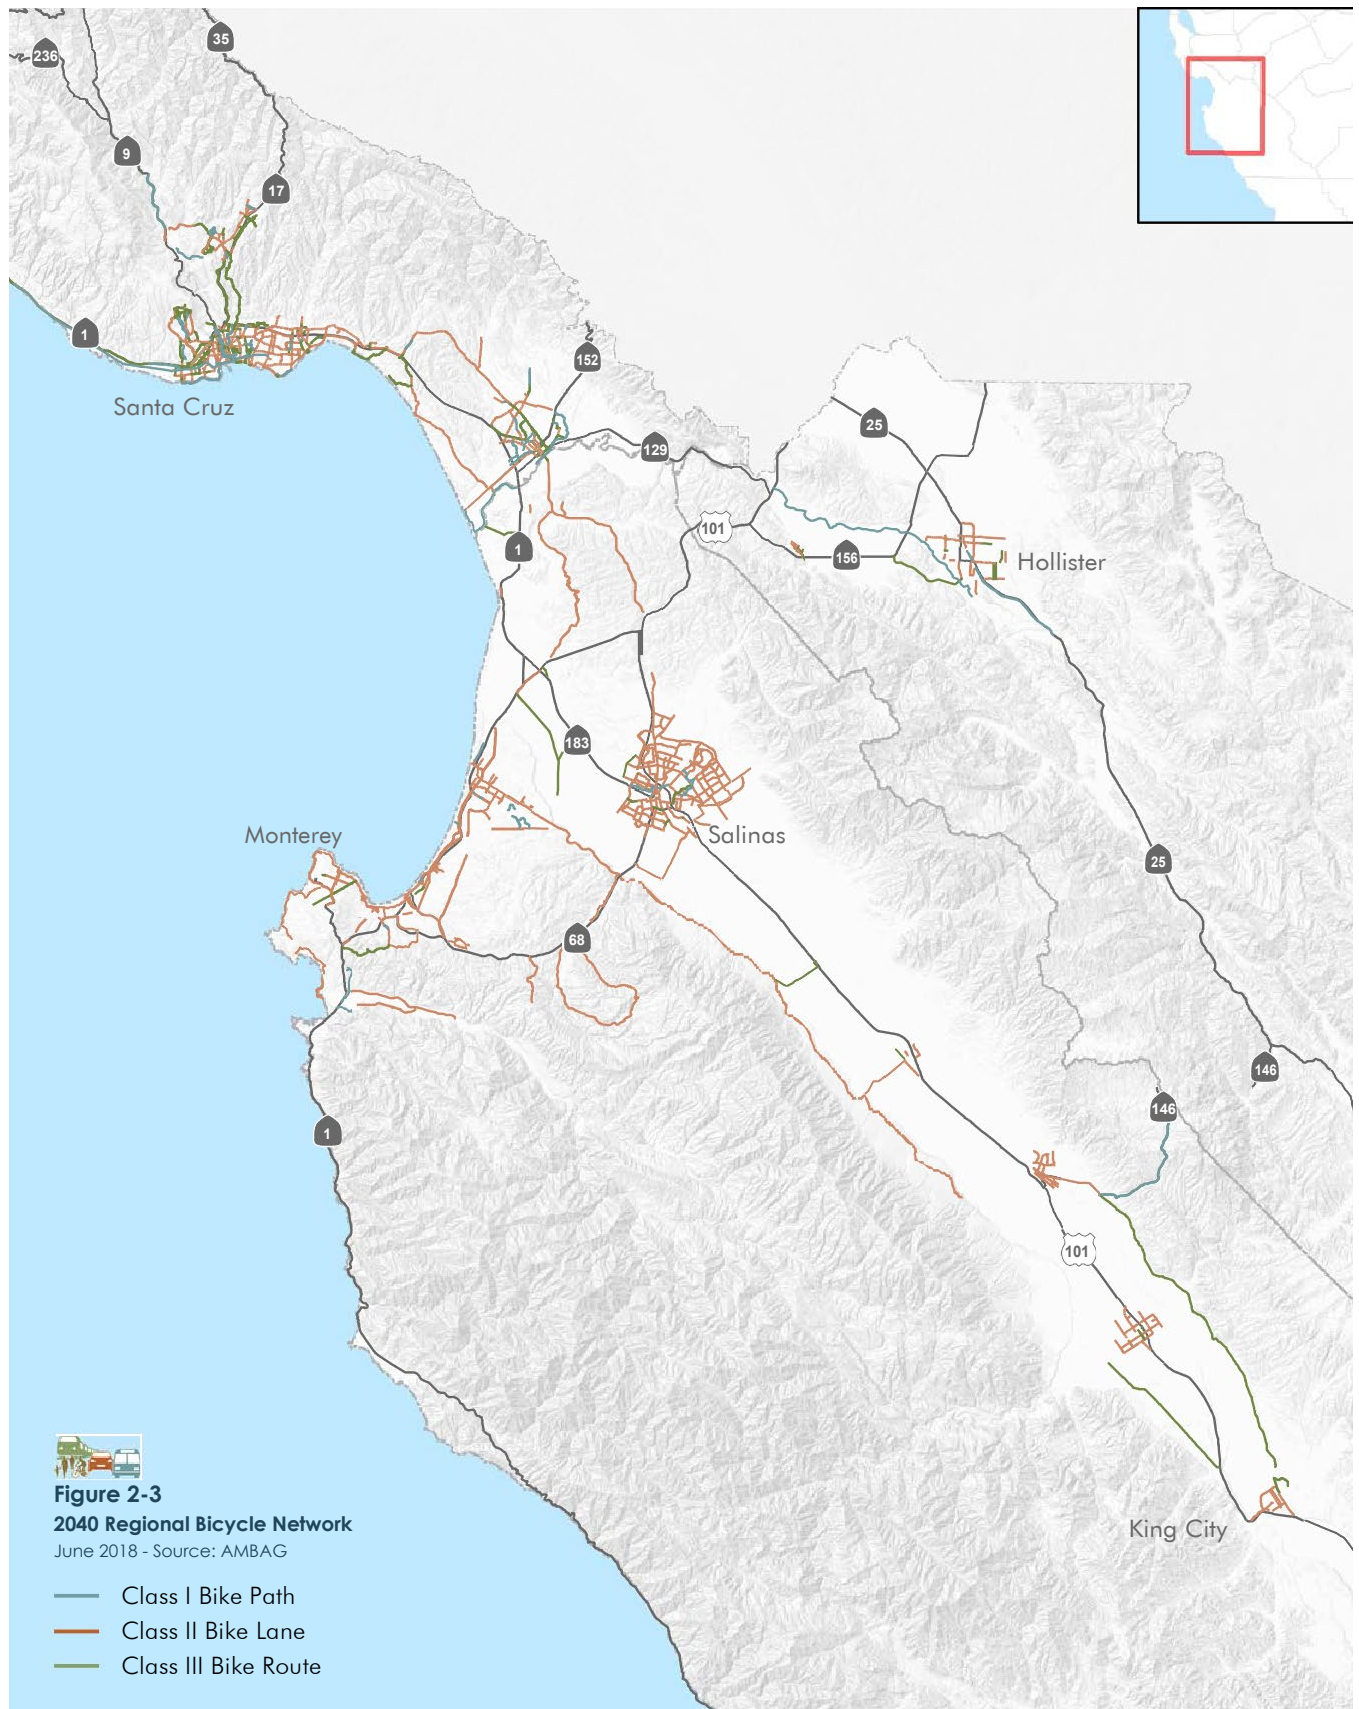 35
236
9
17
1
152
Santa Cruz
25
129
101
1
156
Hollister
183
Monterey
Salinas
25
68
146
146
1
101
King City
Figure 2-3
2040 Regional Bicycle Network
June 2018 - Source: AMBAG
Class I Bike Path
Class II Bike Lane
Class III Bike Route